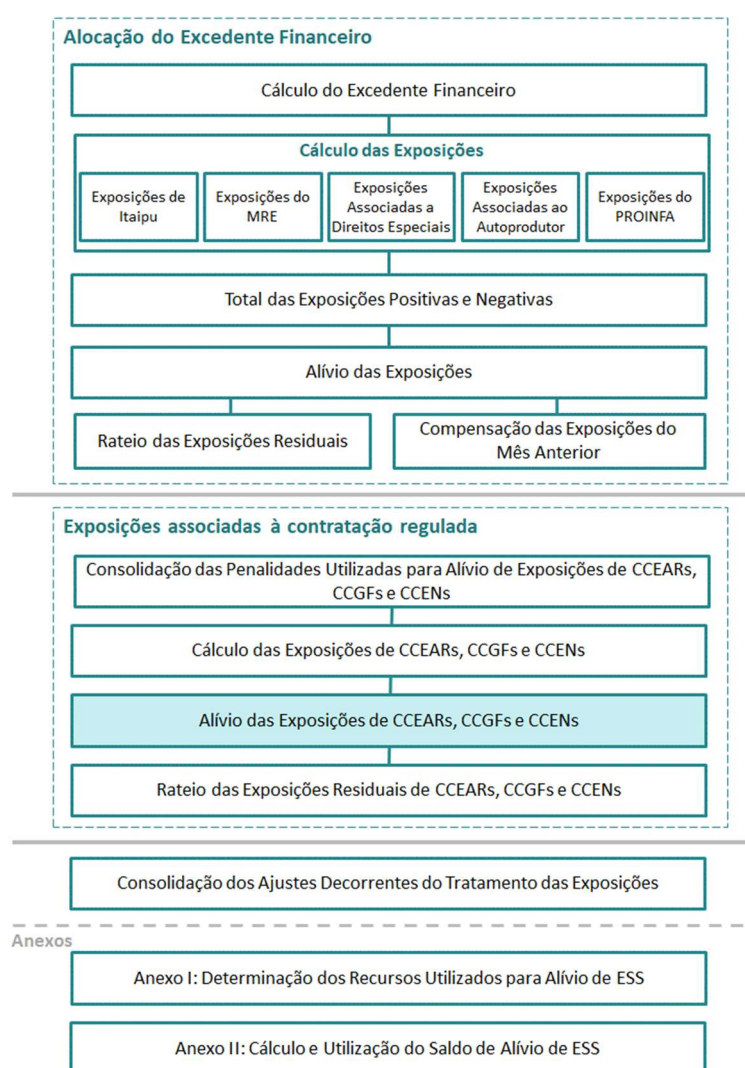 Alocação do Excedente Financeiro
Cálculo do Excedente Financeiro
Cálculo das Exposições
Exposições de
Itaipu
Exposições do
MRE
Exposições
Associadas a
Direitos Especiais
Exposições
Associadas ao
Autoprodutor
Exposições do
PROINFA
Total das Exposições Positivas e Negativas
Alívio das Exposições
Rateio das Exposições Residuais
Compensação das Exposições do
Mês Anterior
Exposições associadas à contratação regulada
Consolidação das Penalidades Utilizadas para Alívio de Exposições de CCEARs,
CCGFs e CCENs
Cálculo das Exposições de CCEARs, CCGFs e CCENs
Alívio das Exposições de CCEARs, CCGFs e CCENs
Rateio das Exposições Residuais de CCEARs, CCGFs e CCENs
Consolidação dos Ajustes Decorrentes do Tratamento das Exposições
Anexos
Anexo I: Determinação dos Recursos Utilizados para Alívio de ESS
Anexo II: Cálculo e Utilização do Saldo de Alívio de ESS